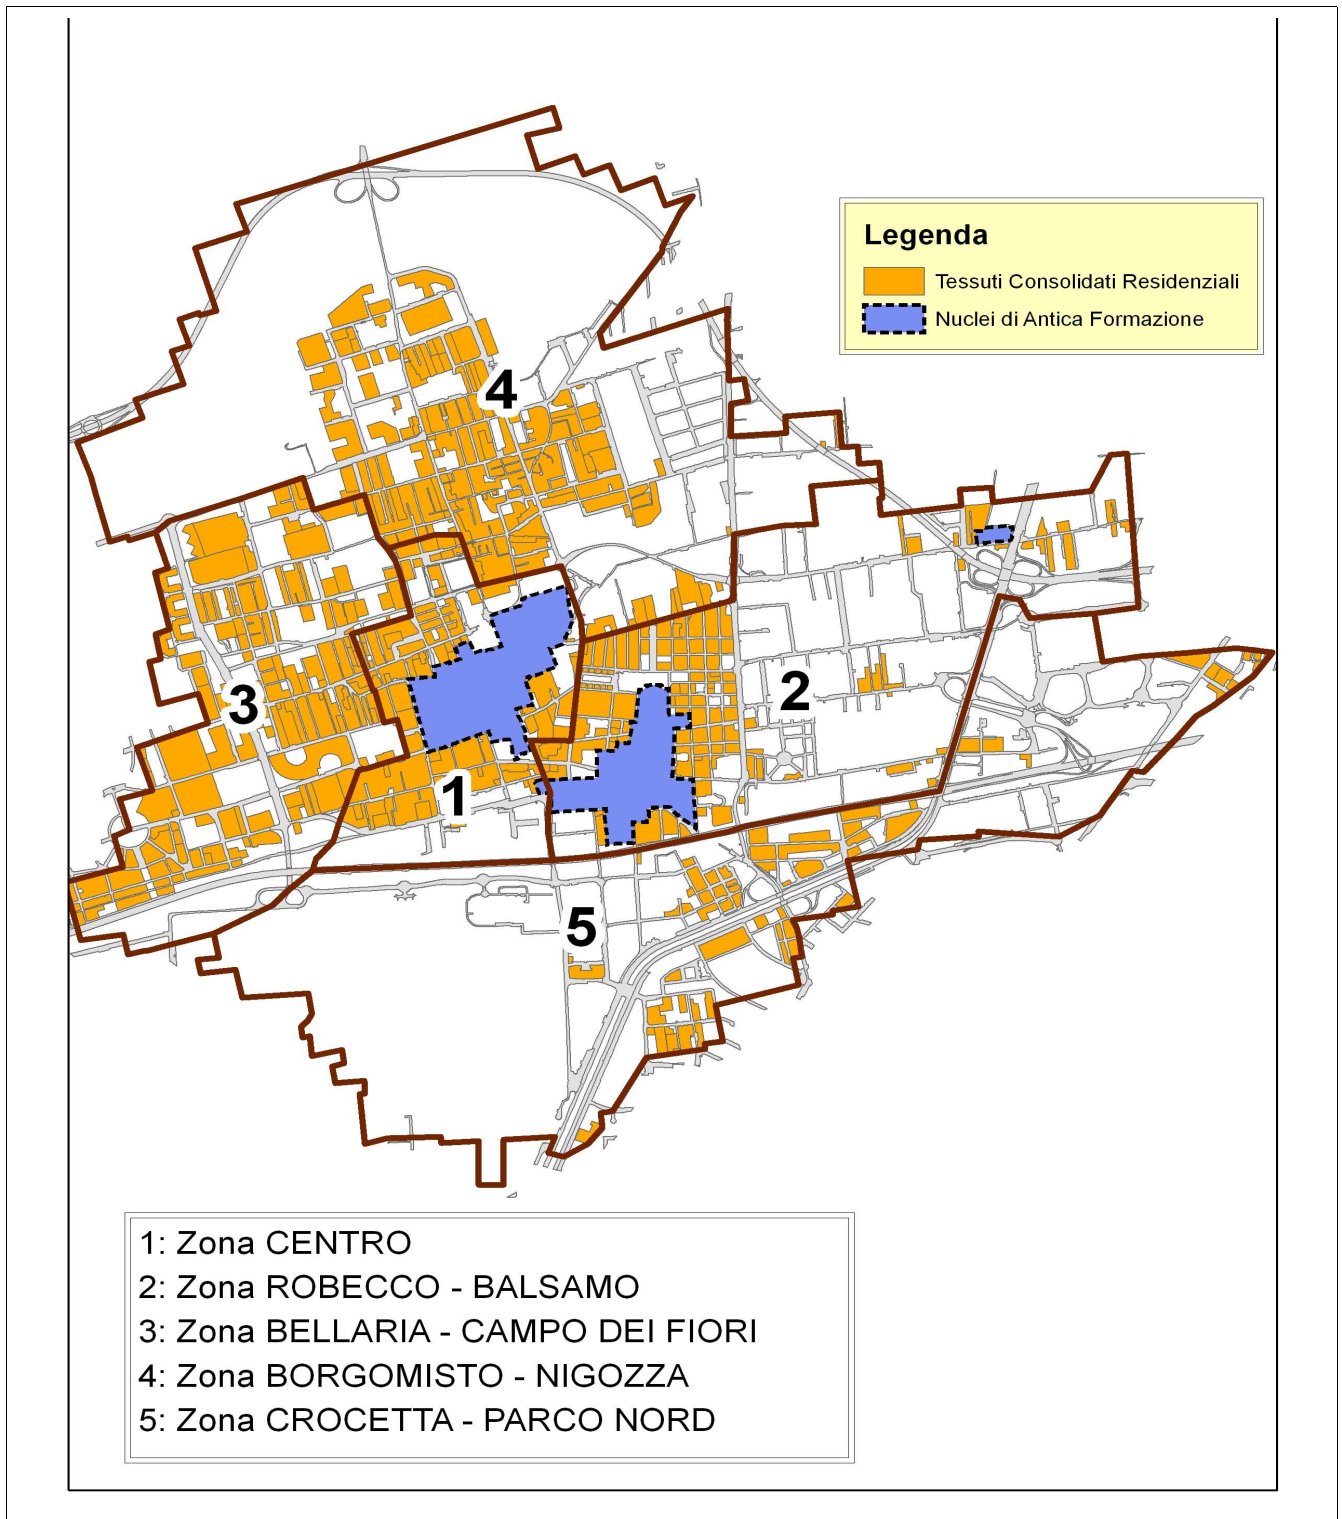 Legenda
Tessuti Consolidati Residenziali
Nuclei di Antica Formazione
4
2
3
1
5
1: Zona CENTRO
2: Zona ROBECCO - BALSAMO
3: Zona BELLARIA - CAMPO DEI FIORI
4: Zona BORGOMISTO - NIGOZZA
5: Zona CROCETTA - PARCO NORD